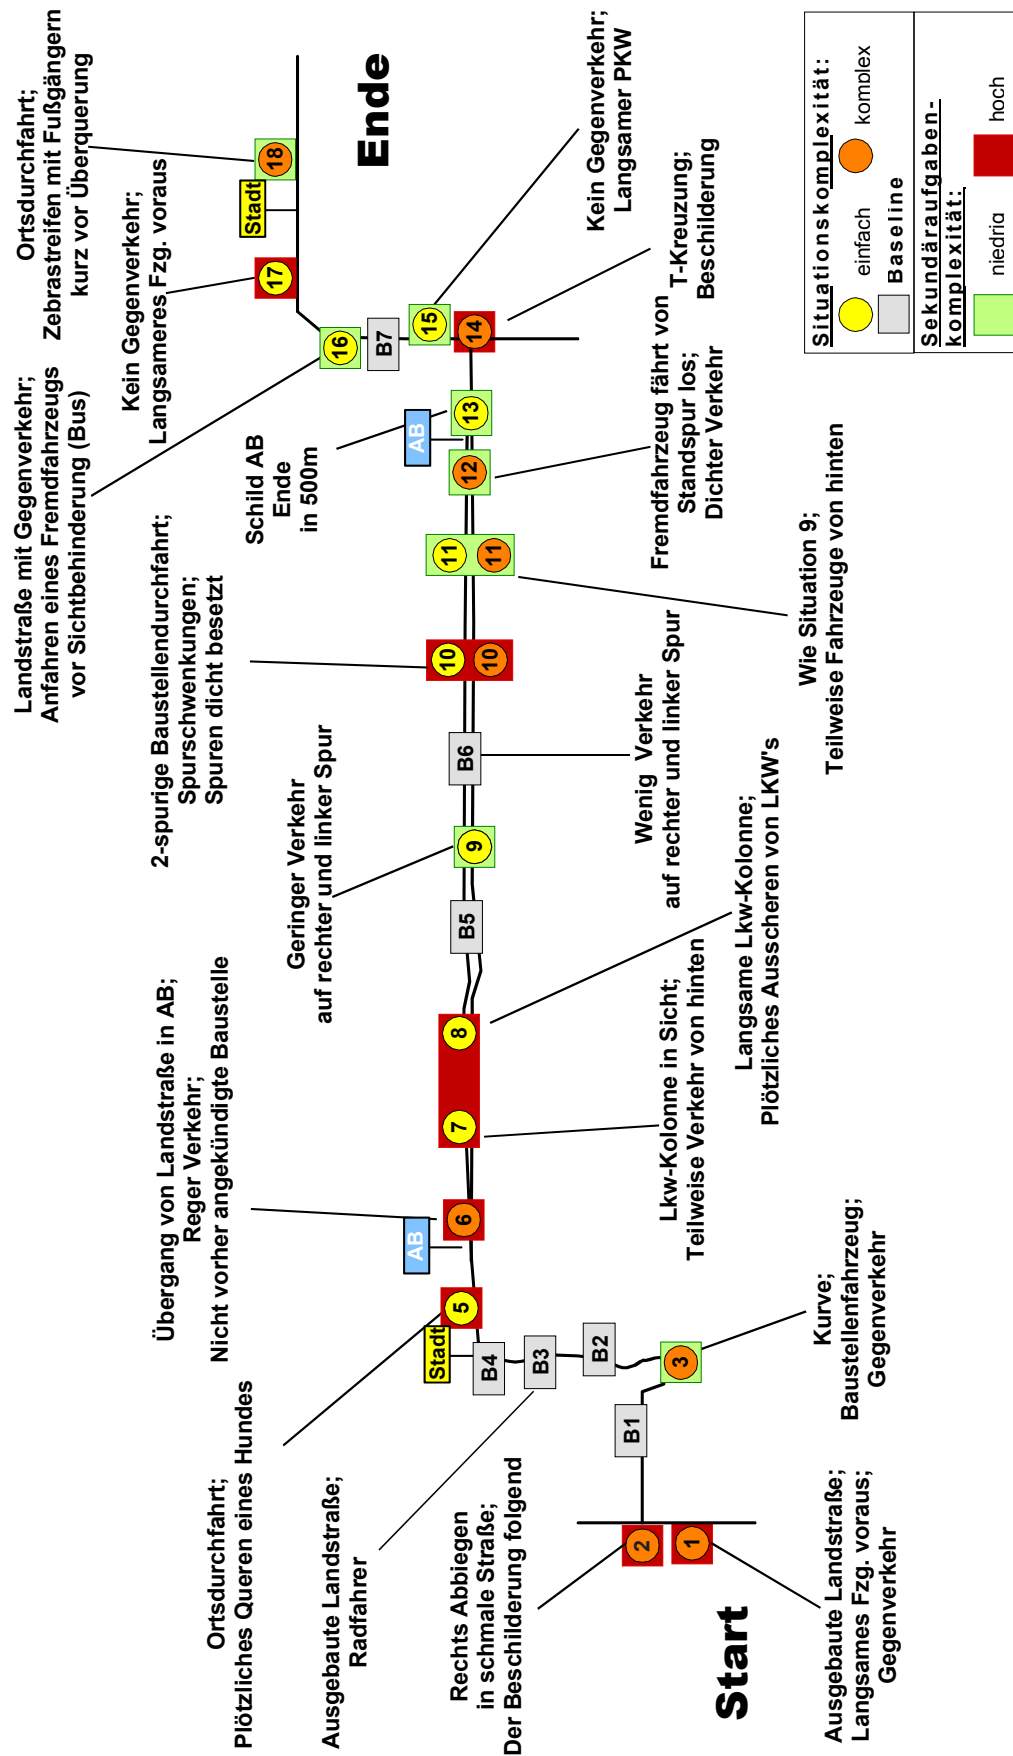 Start
Ausgebaute Landstraße;
Langsames Fzg. voraus;
Gegenverkehr
1
2
Rechts Abbiegen
in schmale Straße;
Der Beschilderung folgend
B1
3
Kurve;
Baustellenfahrzeug;
Gegenverkehr
B2
B3
Ausgebaute Landstraße;
Radfahrer
B4
Stadt
5
Ortsdurchfahrt;
Plötzliches Queren eines Hundes
AB
6
Übergang von Landstraße in AB;
Reger Verkehr;
Nicht vorher angekündigte Baustelle
7
Lkw-Kolonne in Sicht;
Teilweise Verkehr von hinten
8
Langsame Lkw-Kolonne;
Plötzliches Ausscheren von LKW's
B5
9
Geringer Verkehr
auf rechter und linker Spur
B6
Wenig Verkehr
auf rechter und linker Spur
10
10
2-spurige Baustellendurchfahrt;
Spurschwenkungen;
Spuren dicht besetzt
11
11
Wie Situation 9;
Teilweise Fahrzeuge von hinten
12
Fremdfahrzeug fährt von
Standspur los;
Dichter Verkehr
AB
13
Schild AB
Ende
in 500m
14
T-Kreuzung;
Beschilderung
15
Kein Gegenverkehr;
Langsamer PKW
B7
16
Landstraße mit Gegenverkehr;
Anfahren eines Fremdfahrzeugs
vor Sichtbehinderung (Bus)
17
Kein Gegenverkehr;
Langsameres Fzg. voraus
Stadt
18
Ortsdurchfahrt;
Zebrastreifen mit Fußgängern
kurz vor Überquerung
Ende
Situationskomplexität:
einfach
komplex
Baseline
Sekundäraufgaben-
komplexität:
niedrig
hoch